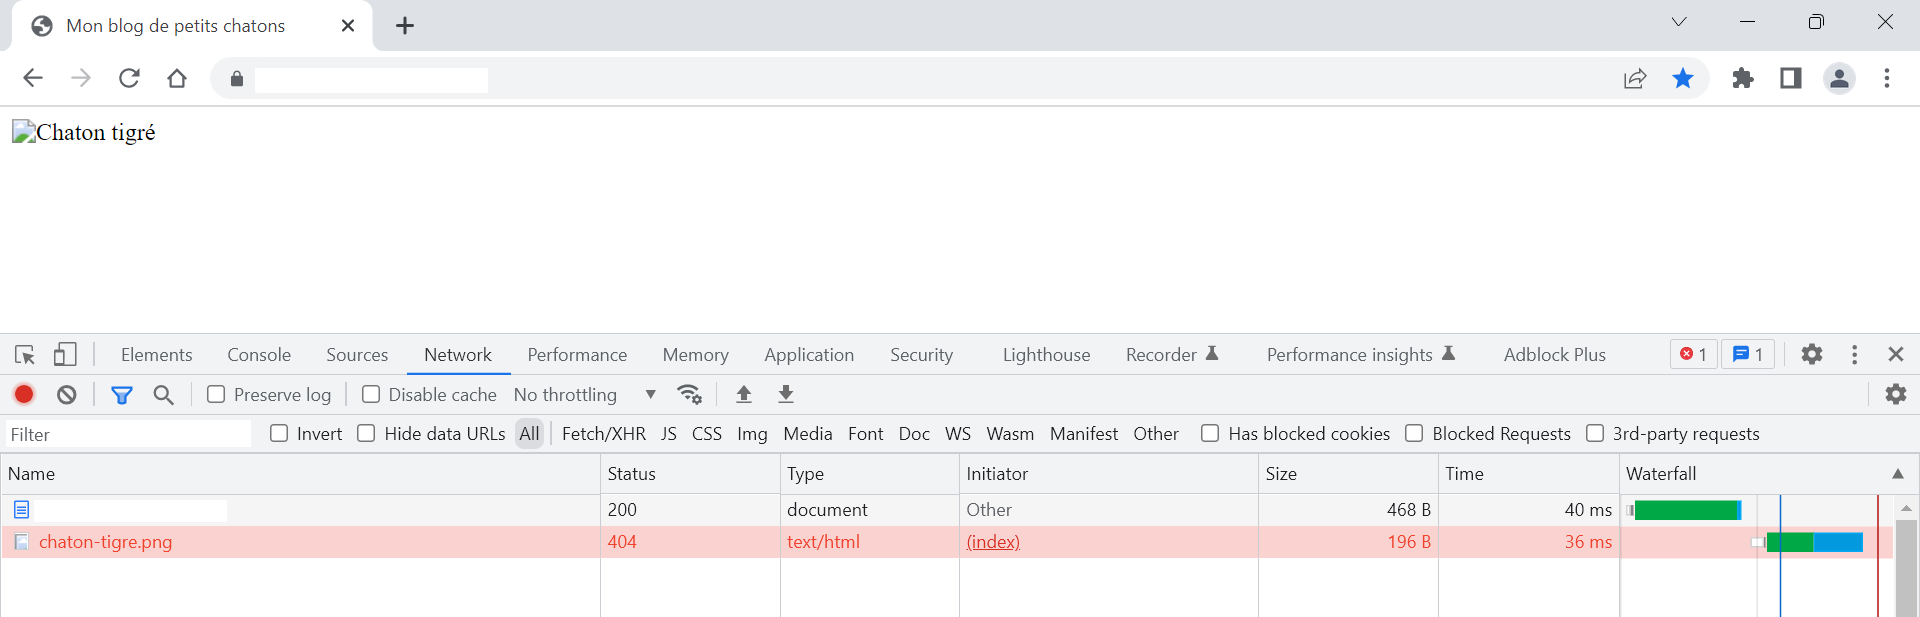 Mon blog de petits chatons
Chaton tigré
Elements Console Sources Network Performance Memory Application Security Lighthouse Recorder Performance insights Adblock Plus 1 1
Preserve log Disable cache No throttling
Filter Invert Hide data URLs All Fetch/XHR JS CSS Img Media Font Doc WS Wasm Manifest Other Has blocked cookies Blocked Requests 3rd-party requests
Name Status Type Initiator Size Time Waterfall
200 document Other 468 B 40 ms
chaton-tigre.png 404 text/html (index) 196 B 36 ms